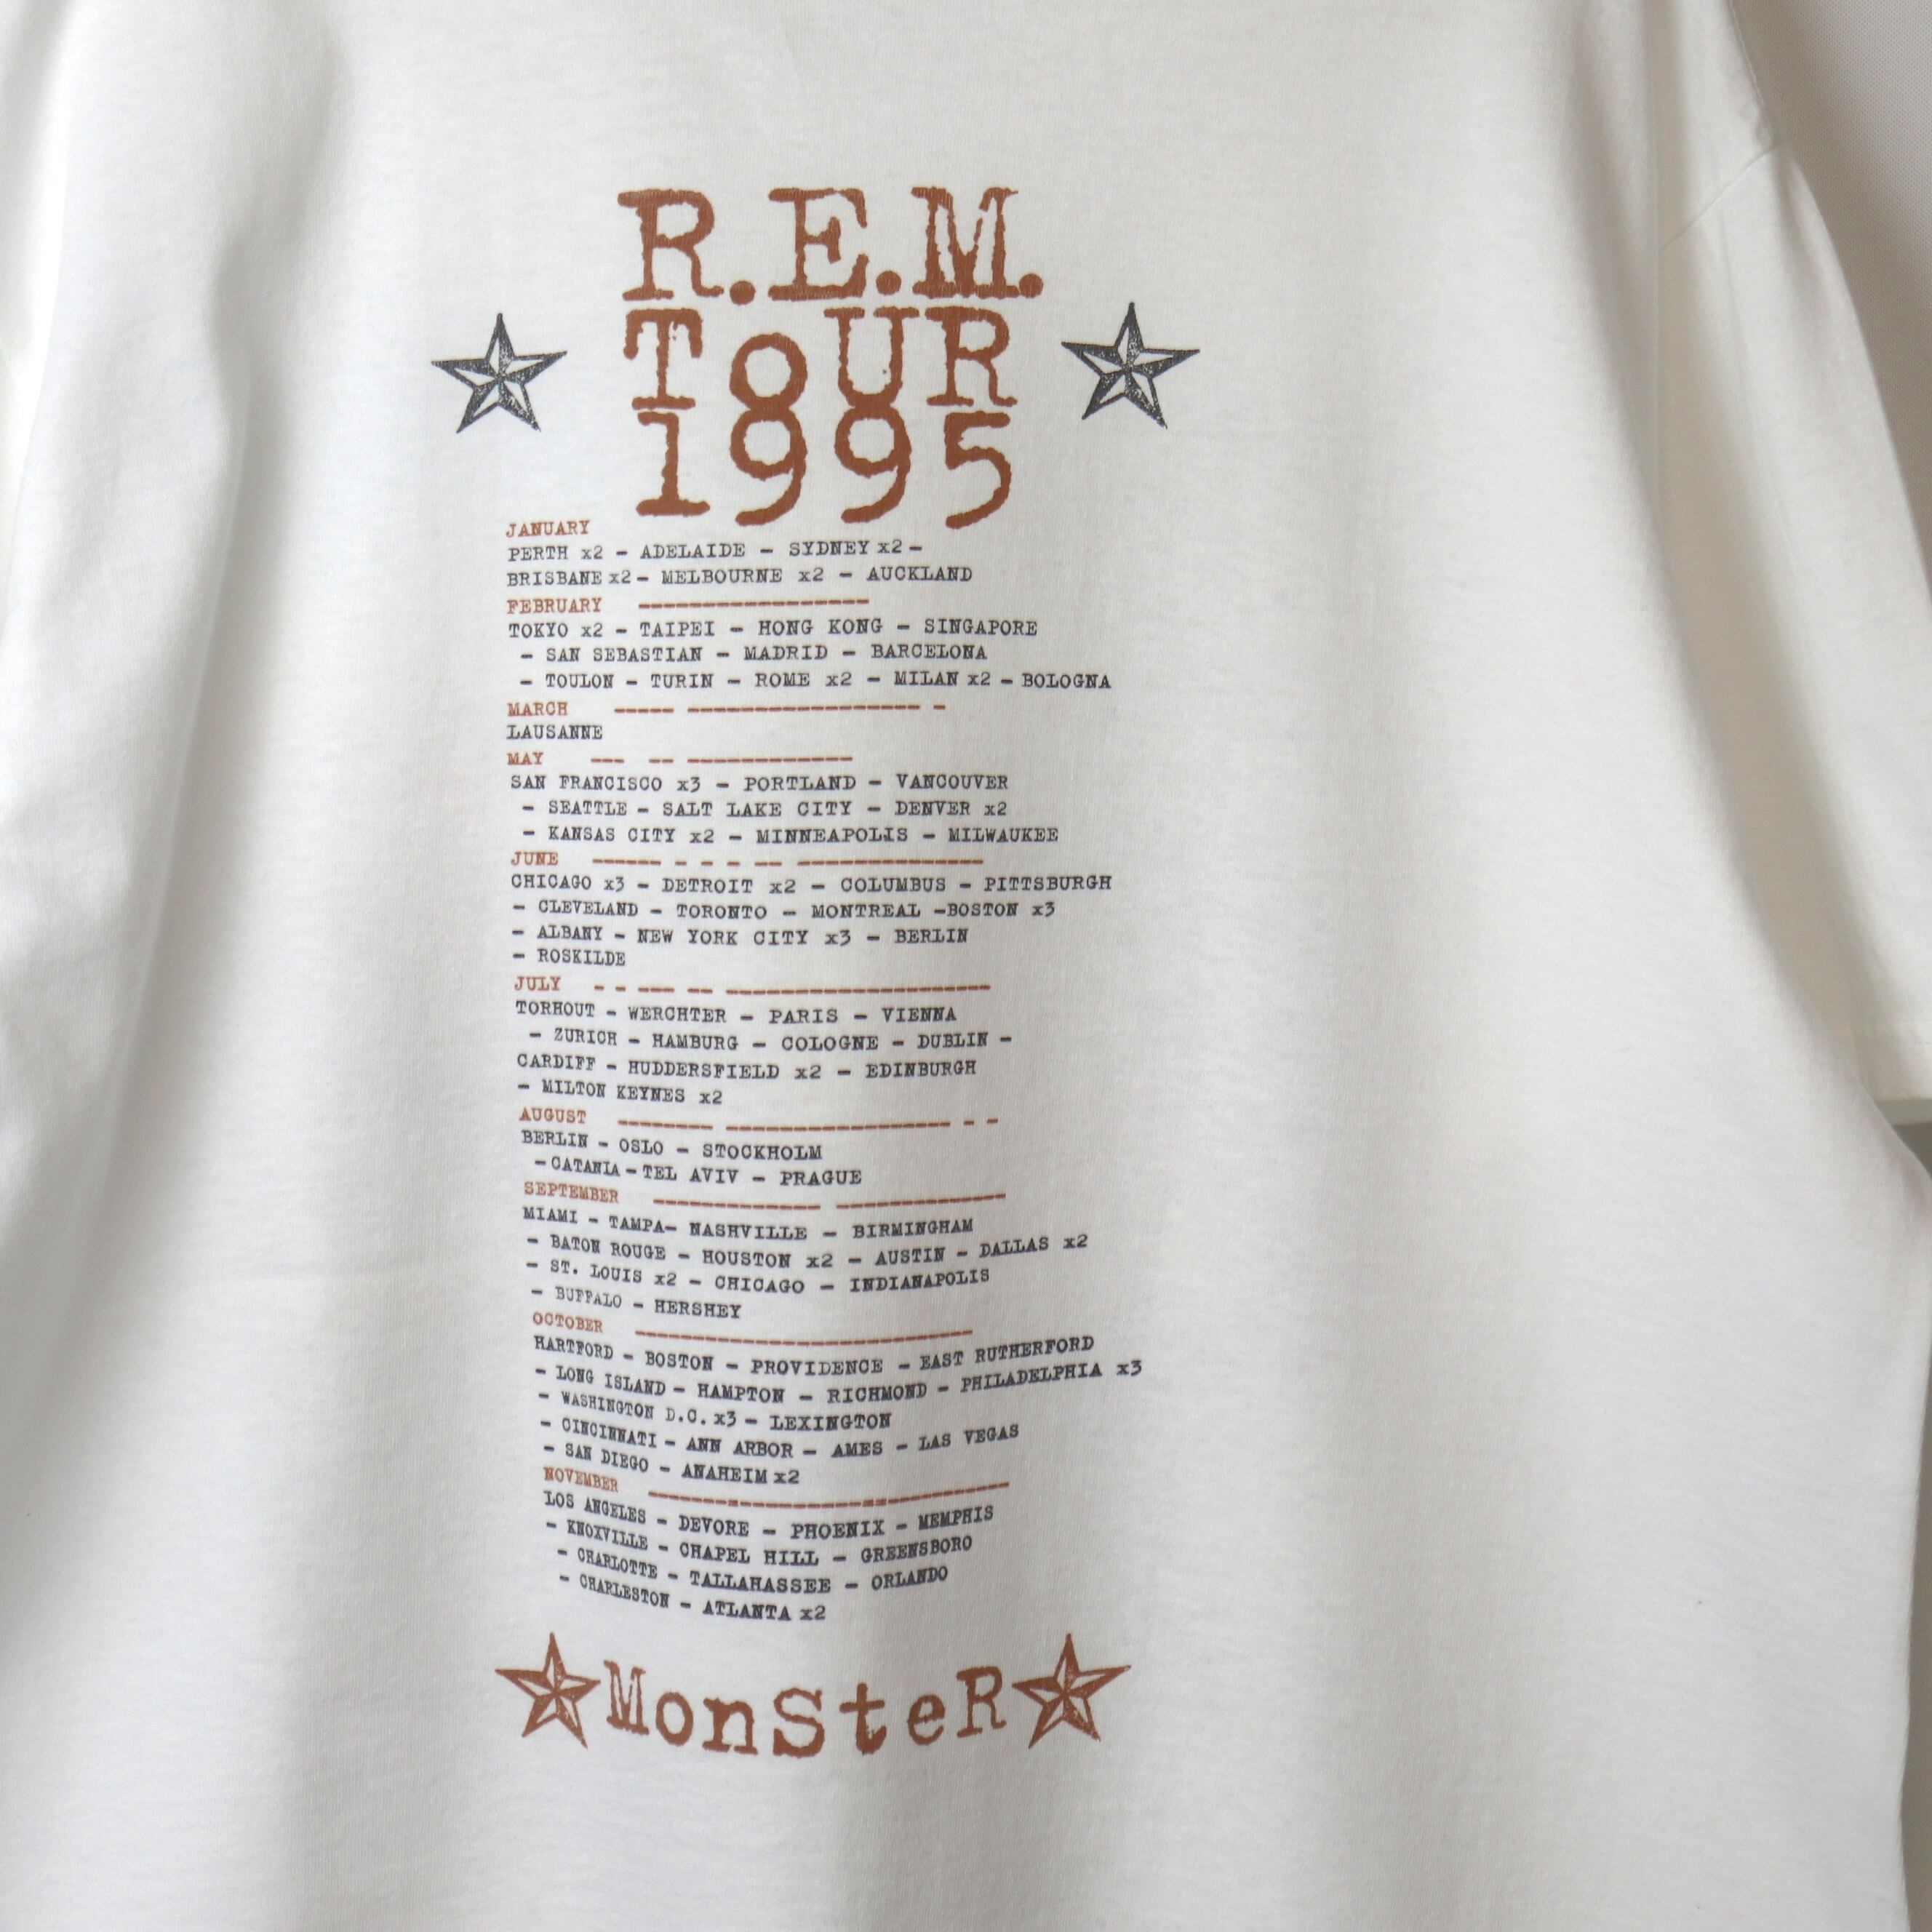 R.E.M.
TOUR
1995
JANUARY
PERTH x2 - ADELAIDE - SYDNEY x2 -
BRISBANE x2 - MELBOURNE x2 - AUCKLAND
FEBRUARY ------------------
TOKYO x2 - TAIPEI - HONG KONG - SINGAPORE
- SAN SEBASTIAN - MADRID - BARCELONA
- TOULON - TURIN - ROME x2 - MILAN x2 - BOLOGNA
MARCH ----- ------------------ -
LAUSANNE
MAY --- -- -------------
SAN FRANCISCO x3 - PORTLAND - VANCOUVER
- SEATTLE - SALT LAKE CITY - DENVER x2
- KANSAS CITY x2 - MINNEAPOLIS - MILWAUKEE
JUNE ------ - - - -- ---------------
CHICAGO x3 - DETROIT x2 - COLUMBUS - PITTSBURGH
- CLEVELAND - TORONTO - MONTREAL -BOSTON x3
- ALBANY - NEW YORK CITY x3 - BERLIN
- ROSKILDE
JULY - - --- -- ---------------------
TORHOUT - WERCHTER - PARIS - VIENNA
- ZURICH - HAMBURG - COLOGNE - DUBLIN -
CARDIFF - HUDDERSFIELD x2 - EDINBURGH
- MILTON KEYNES x2
AUGUST -------- ------------------ - -
BERLIN - OSLO - STOCKHOLM
-CATANIA-TEL AVIV - PRAGUE
SEPTEMBER ------------- -------------
MIAMI - TAMPA- NASHVILLE - BIRMINGHAM
- BATON ROUGE - HOUSTON x2 - AUSTIN - DALLAS x2
- ST. LOUIS x2 - CHICAGO - INDIANAPOLIS
- BUFFALO - HERSHEY
OCTOBER --------------------------
HARTFORD - BOSTON - PROVIDENCE - EAST RUTHERFORD
- LONG ISLAND - HAMPTON - RICHMOND - PHILADELPHIA x3
- WASHINGTON D.C. x3 - LEXINGTON
- CINCINNATI - ANN ARBOR - AMES - LAS VEGAS
- SAN DIEGO - ANAHEIM x2
NOVEMBER ----------------------------
LOS ANGELES - DEVORE - PHOENIX - MEMPHIS
- KNOXVILLE - CHAPEL HILL - GREENSBORO
- CHARLOTTE - TALLAHASSEE - ORLANDO
- CHARLESTON - ATLANTA x2
MonSteR